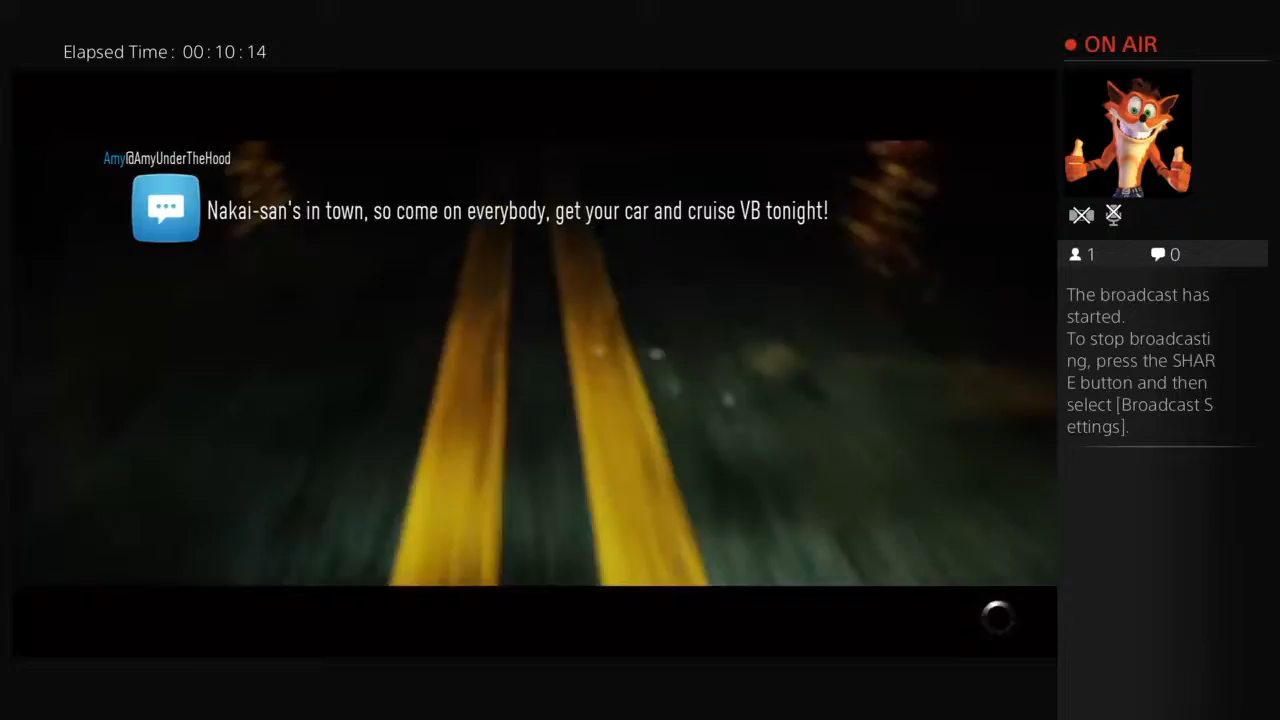 Elapsed Time: 00:10:14
ON AIR
Amy@AmyUnderTheHood
Nakai-san's in town, so come on everybody, get your car and cruise VB tonight!
1 0
The broadcast has
started.
To stop broadcasti
ng, press the SHAR
E button and then
select [Broadcast S
ettings].